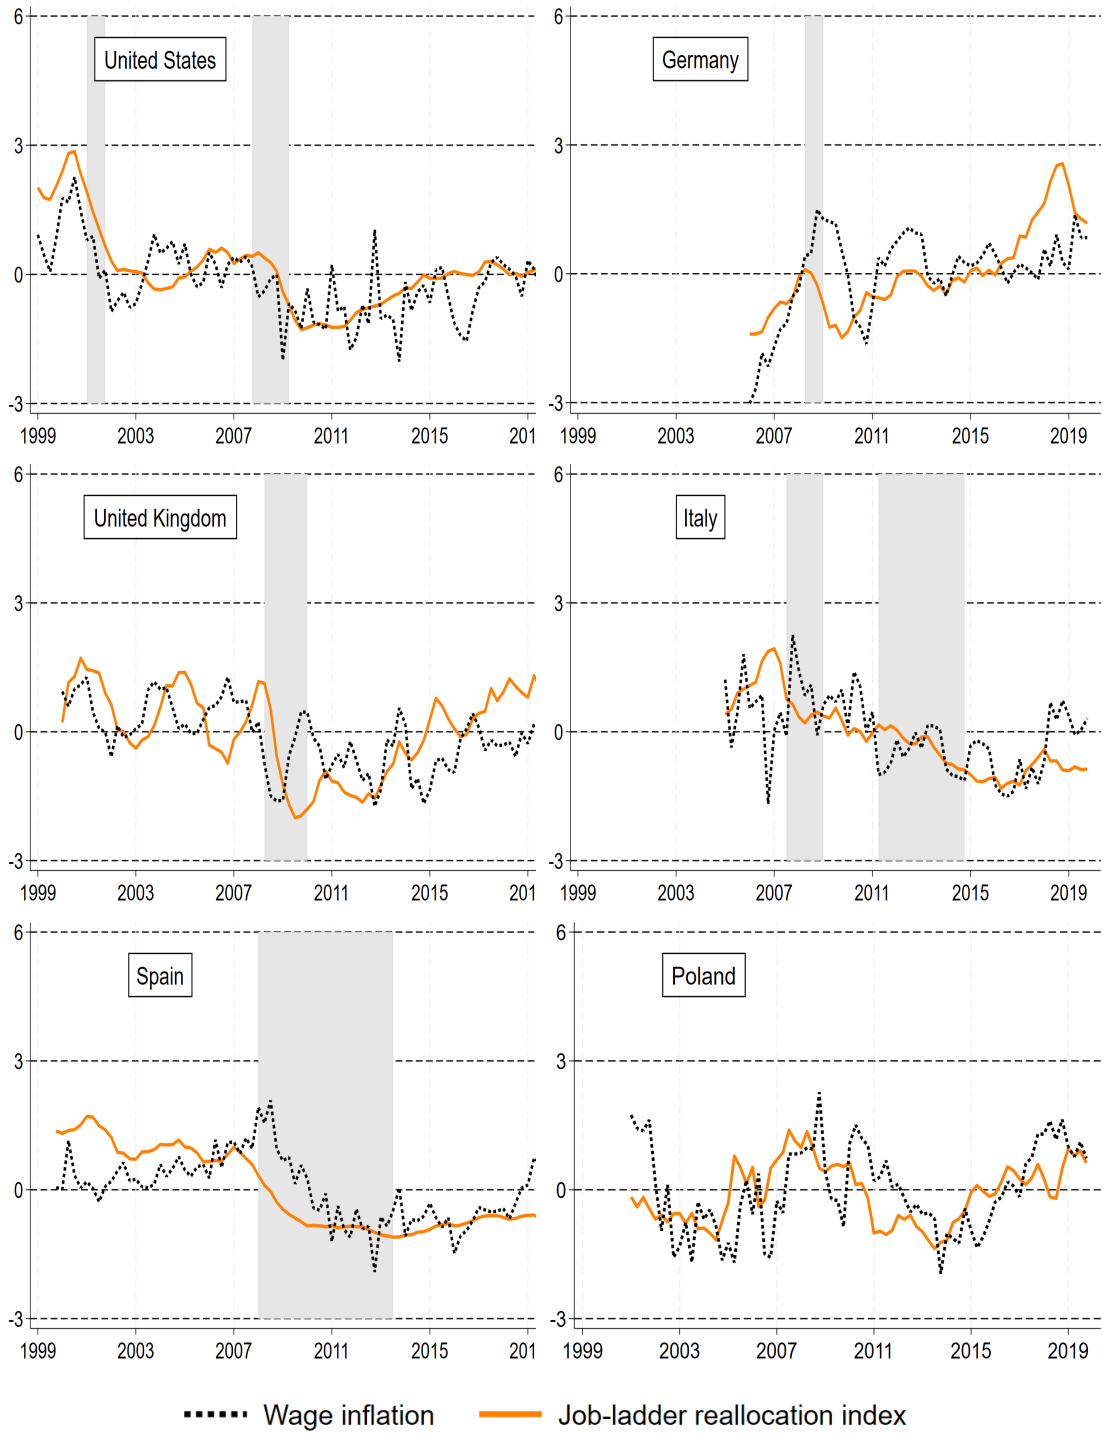 6
United States
3
0
-3
1999 2003 2007 2011 2015 201
6
Germany
3
0
-3
1999 2003 2007 2011 2015 2019
6
United Kingdom
3
0
-3
1999 2003 2007 2011 2015 201
6
Italy
3
0
-3
1999 2003 2007 2011 2015 2019
6
Spain
3
0
-3
1999 2003 2007 2011 2015 201
6
Poland
3
0
-3
1999 2003 2007 2011 2015 2019
Wage inflation Job-ladder reallocation index